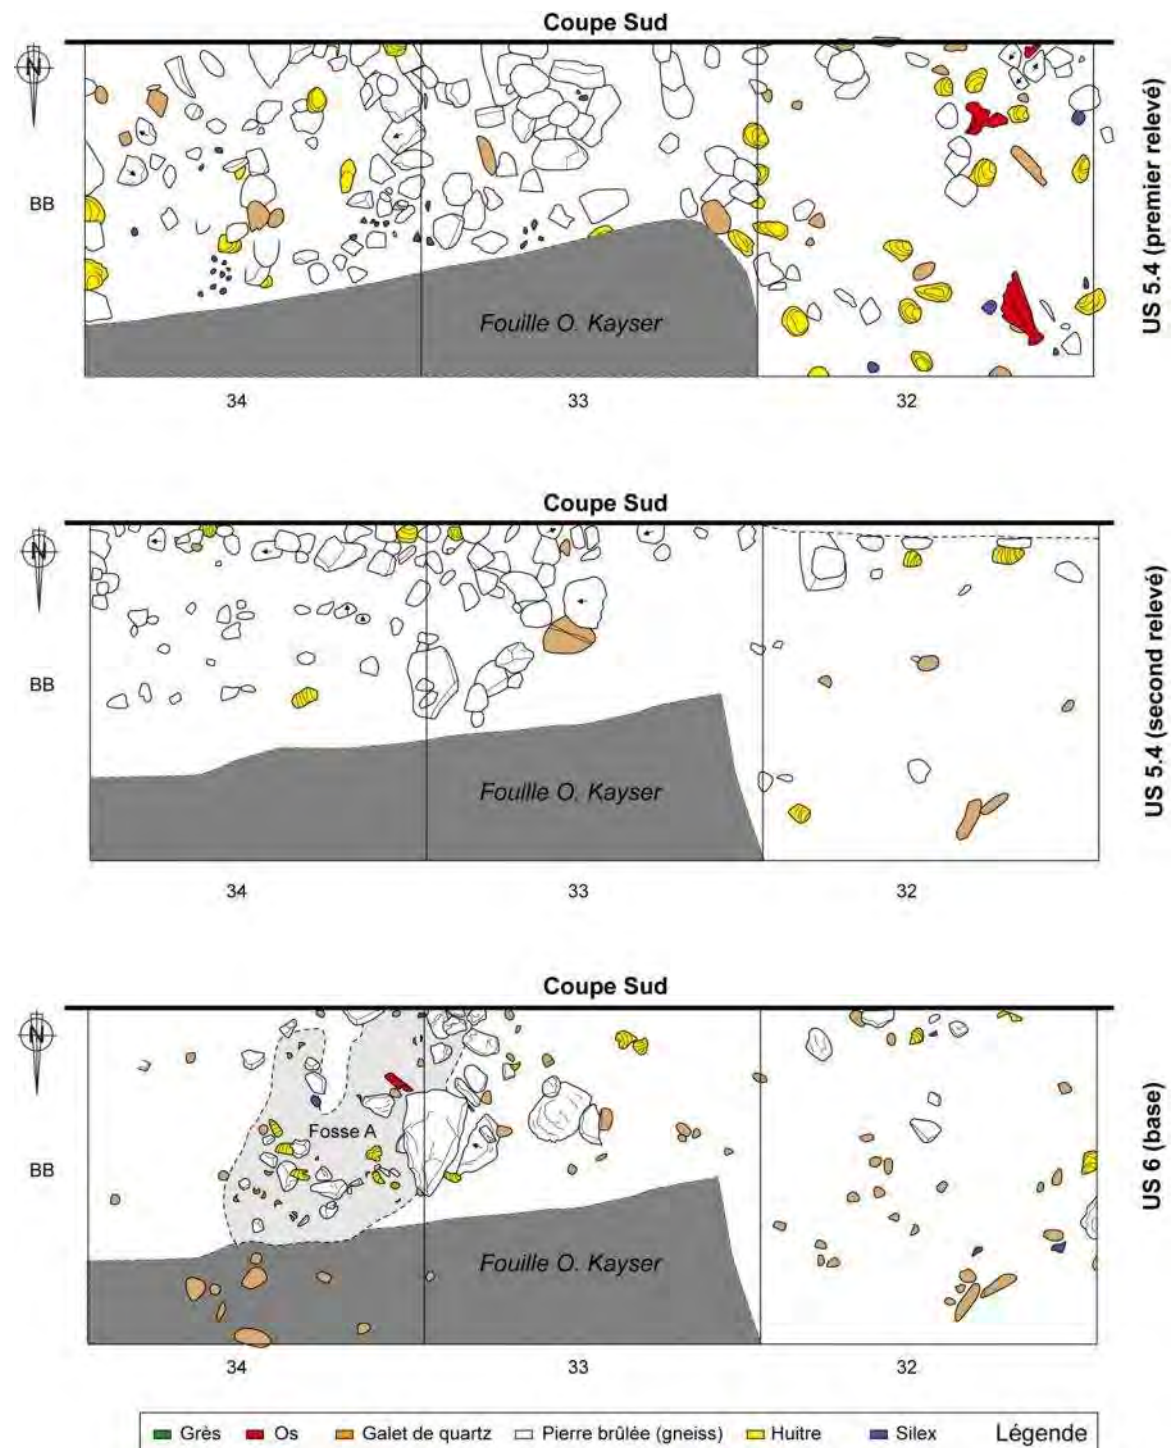 Coupe Sud
N
BB
Fouille O. Kayser
US 5.4 (premier relevé)
34
33
32
Coupe Sud
N
BB
Fouille O. Kayser
US 5.4 (second relevé)
34
33
32
Coupe Sud
N
Fosse A
BB
Fouille O. Kayser
US 6 (base)
34
33
32
Grès Os Galet de quartz Pierre brûlée (gneiss) Huitre Silex Légende